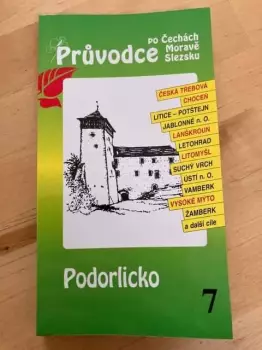 Průvodce
po Čechách
Moravě
Slezsku
ČESKÁ TŘEBOVÁ
CHOCEŇ
LITICE – POTŠTEJN
JABLONNÉ n. O.
LANŠKROUN
LETOHRAD
LITOMYŠL
SUCHÝ VRCH
ÚSTÍ n. O.
VAMBERK
VYSOKÉ MÝTO
ŽAMBERK
a další cíle
Podorlicko
7